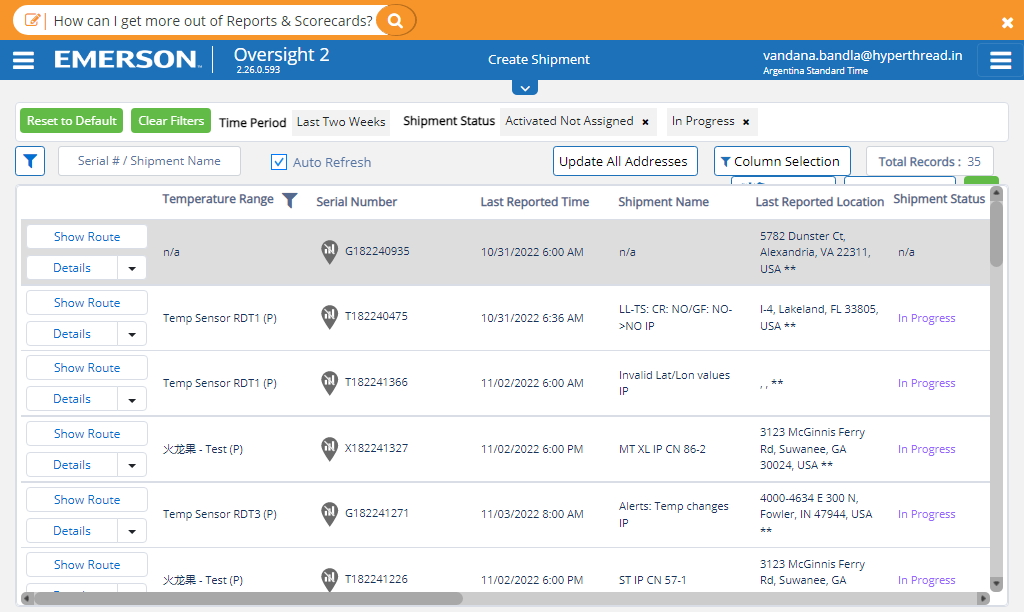 How can I get more out of Reports & Scorecards?
EMERSON
Oversight 2
2.26.0.593
Create Shipment
vandana.bandla@hyperthread.in
Argentina Standard Time
Reset to Default
Clear Filters
Time Period
Last Two Weeks
Shipment Status
Activated Not Assigned ×
In Progress ×
Serial # / Shipment Name
Auto Refresh
Update All Addresses
Column Selection
Total Records : 35
Temperature Range
Serial Number
Last Reported Time
Shipment Name
Last Reported Location
Shipment Status
Show Route
Details
n/a
G182240935
10/31/2022 6:00 AM
n/a
5782 Dunster Ct,
Alexandria, VA 22311,
USA **
n/a
Show Route
Details
Temp Sensor RDT1 (P)
T182240475
10/31/2022 6:36 AM
LL-TS: CR: NO/GF: NO-
>NO IP
I-4, Lakeland, FL 33805,
USA **
In Progress
Show Route
Details
Temp Sensor RDT1 (P)
T182241366
11/02/2022 6:00 AM
Invalid Lat/Lon values
IP
, , **
In Progress
Show Route
Details
火龙果 - Test (P)
X182241327
11/02/2022 6:00 PM
MT XL IP CN 86-2
3123 McGinnis Ferry
Rd, Suwanee, GA
30024, USA **
In Progress
Show Route
Details
Temp Sensor RDT3 (P)
G182241271
11/03/2022 8:00 AM
Alerts: Temp changes
IP
4000-4634 E 300 N,
Fowler, IN 47944, USA
**
In Progress
Show Route
火龙果 - Test (P)
T182241226
11/02/2022 6:00 PM
ST IP CN 57-1
3123 McGinnis Ferry
Rd, Suwanee, GA
In Progress